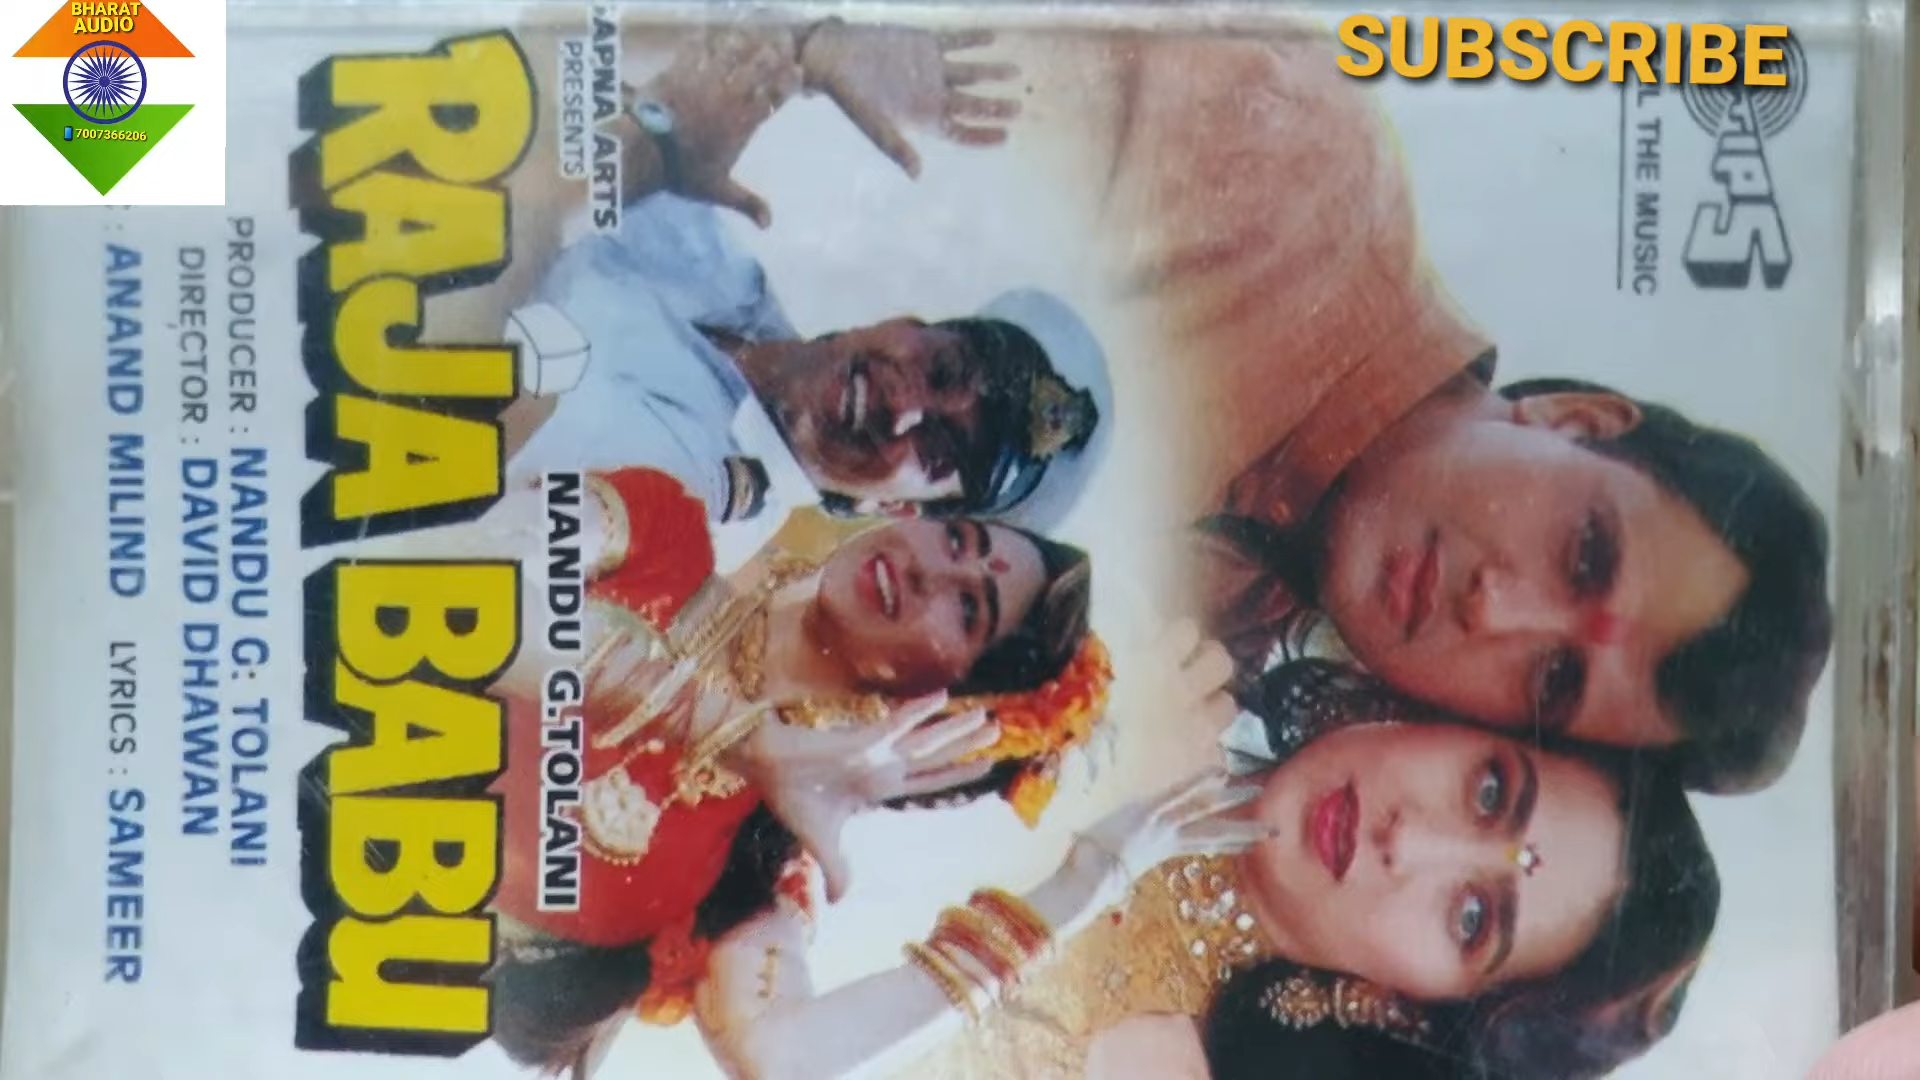 BHARAT
AUDIO
7007366206
SUBSCRIBE
TIPS
THE MUSIC
APNA ARTS
PRESENTS
NANDU G.TOLANI
RAJA BABU
PRODUCER : NANDU G. TOLANI
DIRECTOR : DAVID DHAWAN
: ANAND MILIND LYRICS : SAMEER